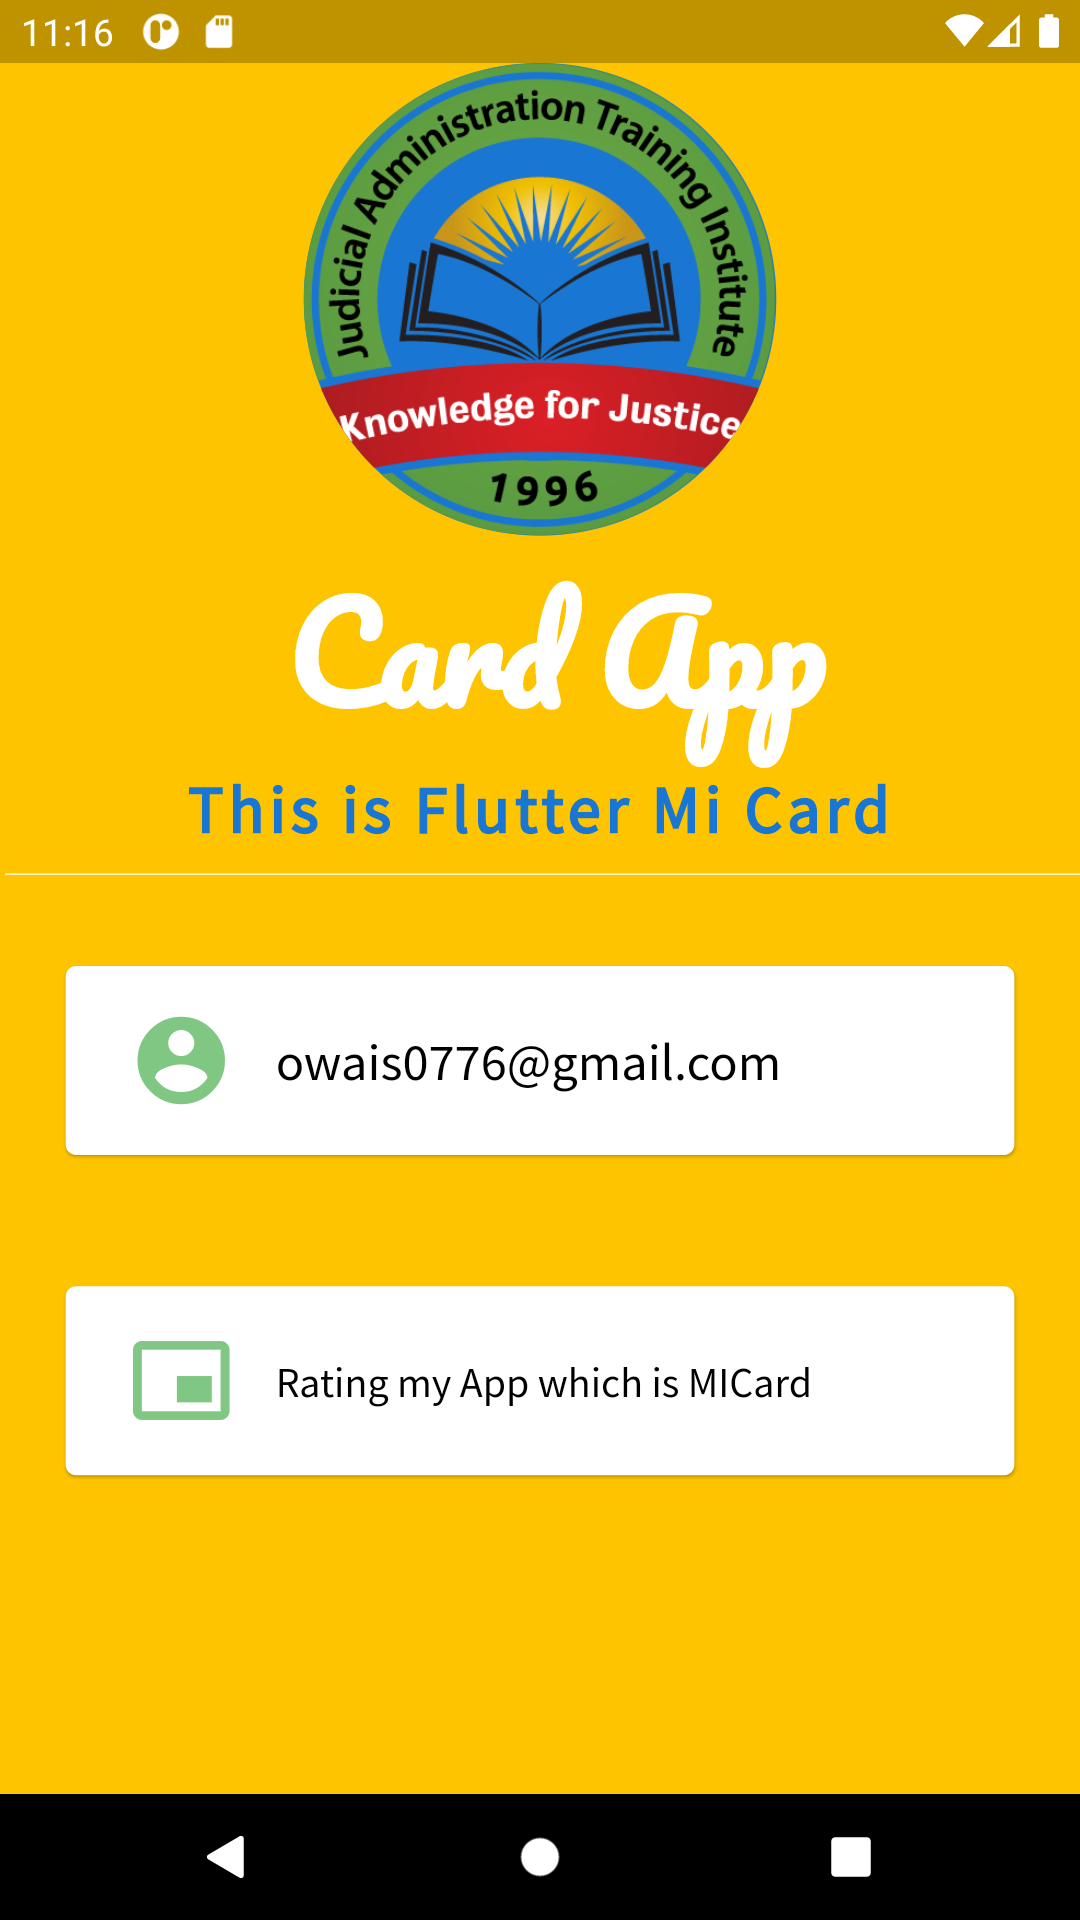 11:16
Judicial Administration Training Institute
Knowledge for Justice
1996
Card App
This is Flutter Mi Card
owais0776@gmail.com
Rating my App which is MICard